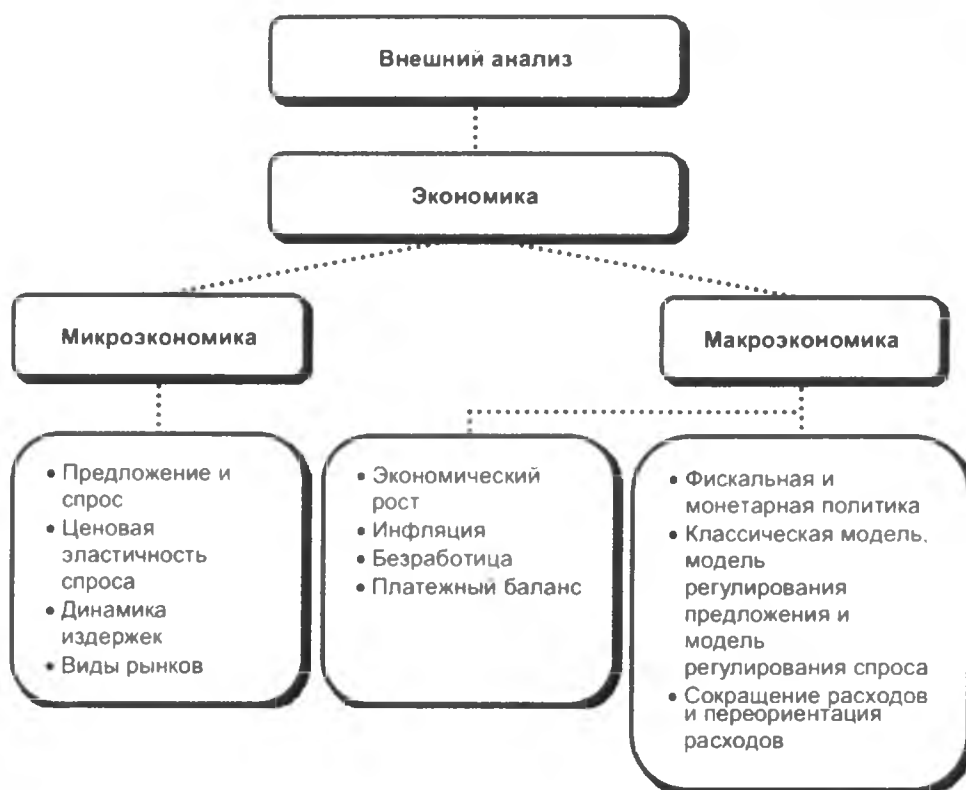 Внешний анализ
Экономика
Микроэкономика
Макроэкономика
• Предложение и
спрос
• Ценовая
эластичность
спроса
• Динамика
издержек
• Виды рынков
• Экономический
рост
• Инфляция
• Безработица
• Платежный баланс
• Фискальная и
монетарная политика
• Классическая модель,
модель
регулирования
предложения и
модель
регулирования спроса
• Сокращение расходов
и переориентация
расходов